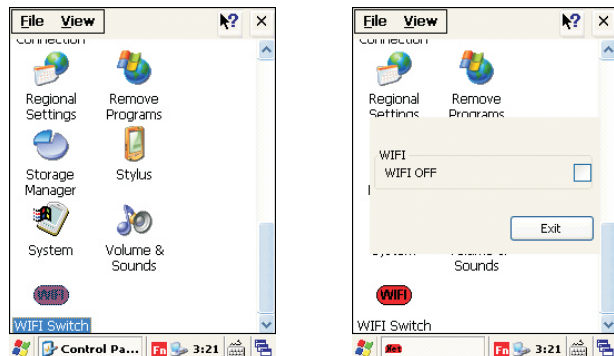 File View
Connection
Regional Settings
Remove Programs
Storage Manager
Stylus
System
Volume & Sounds
WIFI
WIFI Switch
Control Pa...
Fn
3:21
File View
Connection
Regional Settings
Remove Programs
WIFI
WIFI OFF
Exit
System
Sounds
WIFI
WIFI Switch
Net
Fn
3:21